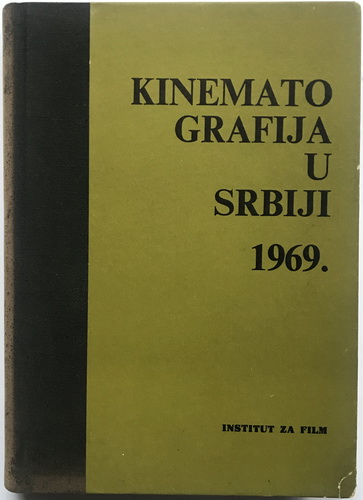 KINEMATO
GRAFIJA
U
SRBIJI
1969.
INSTITUT ZA FILM